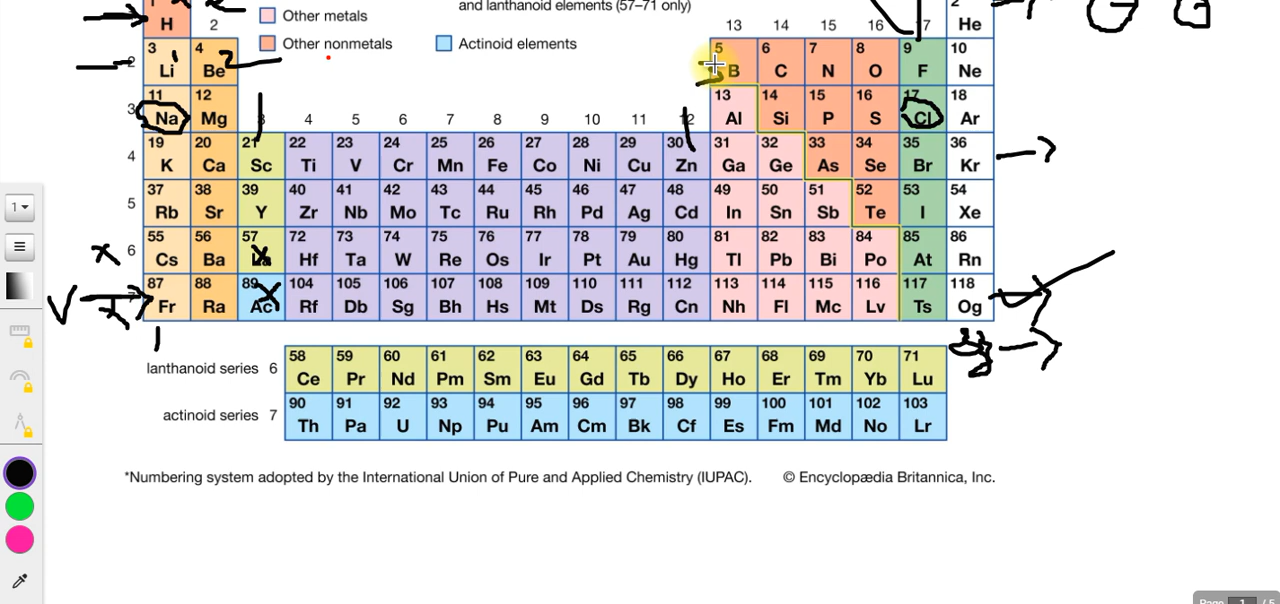 and lanthanoid elements (57–71 only)
1 Other metals 2
H 2 13 14 15 16 17 He
Other nonmetals Actinoid elements
3 4 5 6 7 8 9 10
2 Li Be B C N O F Ne
11 12 13 14 15 16 17 18
3 Na Mg 3 4 5 6 7 8 9 10 11 12 Al Si P S Cl Ar
19 20 21 22 23 24 25 26 27 28 29 30 31 32 33 34 35 36
4 K Ca Sc Ti V Cr Mn Fe Co Ni Cu Zn Ga Ge As Se Br Kr
37 38 39 40 41 42 43 44 45 46 47 48 49 50 51 52 53 54
5 Rb Sr Y Zr Nb Mo Tc Ru Rh Pd Ag Cd In Sn Sb Te I Xe
55 56 57 72 73 74 75 76 77 78 79 80 81 82 83 84 85 86
6 Cs Ba La Hf Ta W Re Os Ir Pt Au Hg Tl Pb Bi Po At Rn
87 88 89 104 105 106 107 108 109 110 111 112 113 114 115 116 117 118
7 Fr Ra Ac Rf Db Sg Bh Hs Mt Ds Rg Cn Nh Fl Mc Lv Ts Og
58 59 60 61 62 63 64 65 66 67 68 69 70 71
lanthanoid series 6 Ce Pr Nd Pm Sm Eu Gd Tb Dy Ho Er Tm Yb Lu
90 91 92 93 94 95 96 97 98 99 100 101 102 103
actinoid series 7 Th Pa U Np Pu Am Cm Bk Cf Es Fm Md No Lr
*Numbering system adopted by the International Union of Pure and Applied Chemistry (IUPAC). © Encyclopædia Britannica, Inc.
1
Page 1 / 5